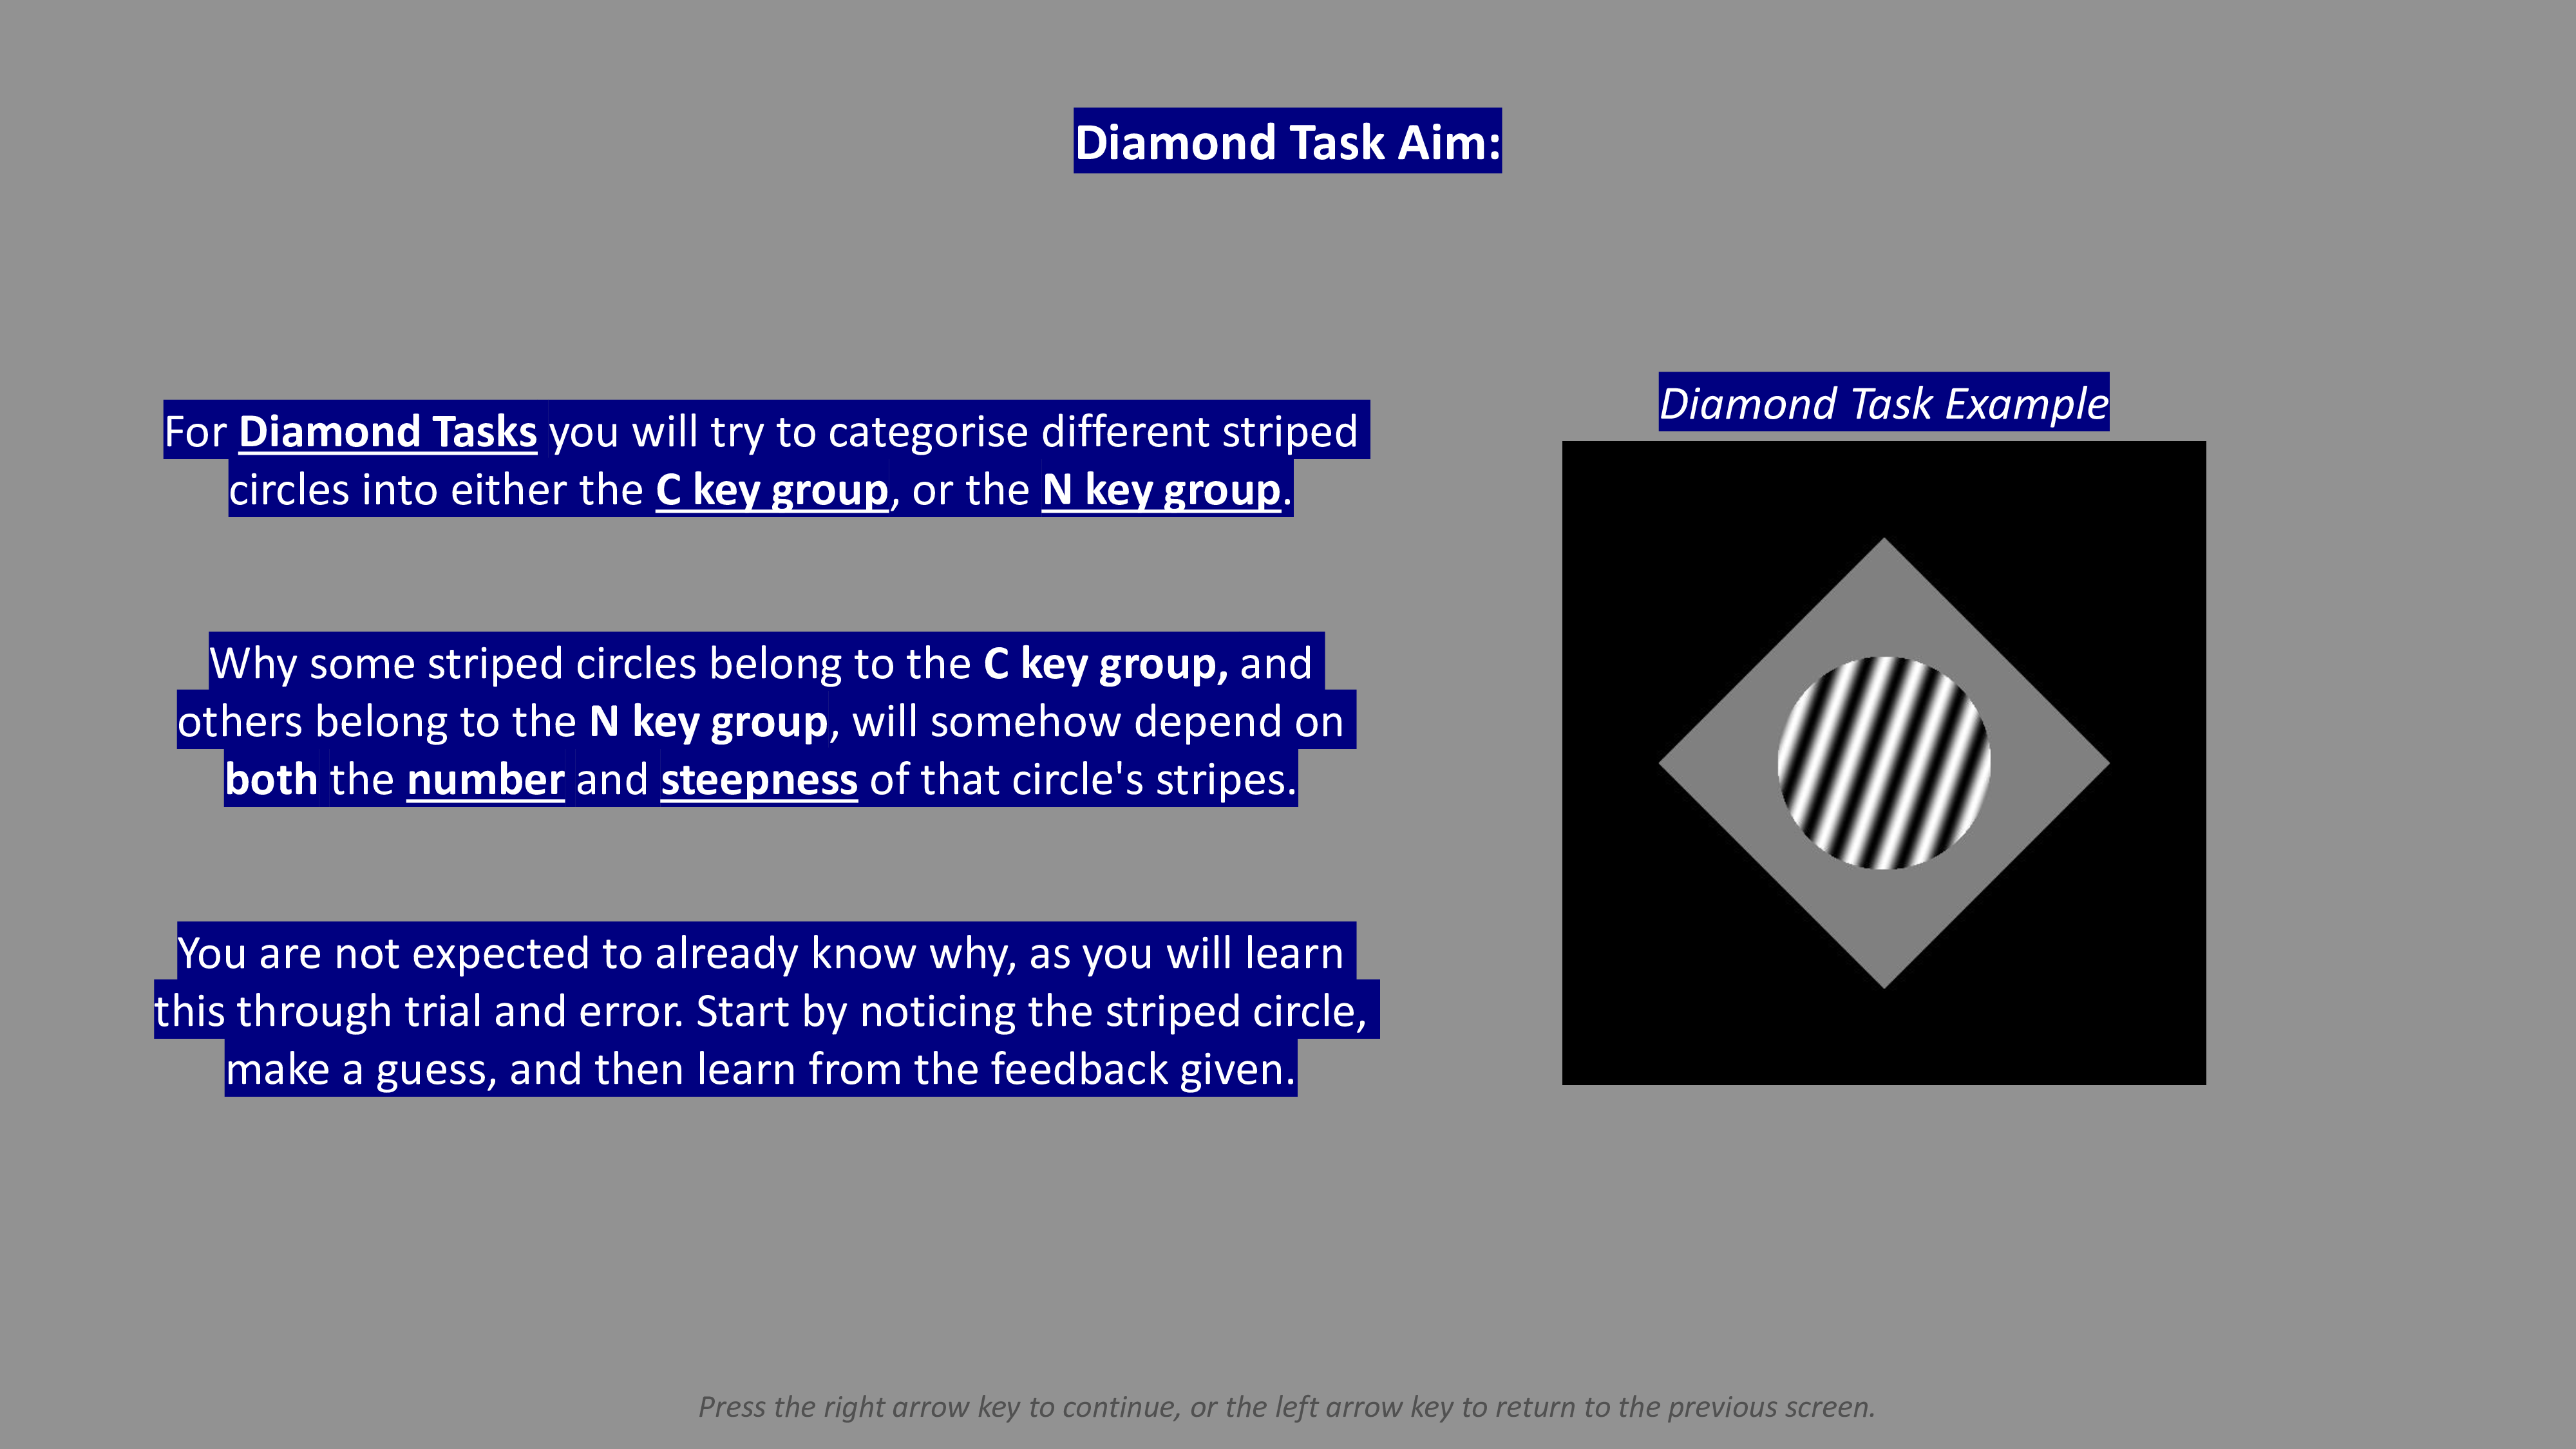 Diamond Task Aim:
For Diamond Tasks you will try to categorise different striped
circles into either the C key group, or the N key group.
Why some striped circles belong to the C key group, and
others belong to the N key group, will somehow depend on
both the number and steepness of that circle's stripes.
You are not expected to already know why, as you will learn
this through trial and error. Start by noticing the striped circle,
make a guess, and then learn from the feedback given.
Diamond Task Example
Press the right arrow key to continue, or the left arrow key to return to the previous screen.